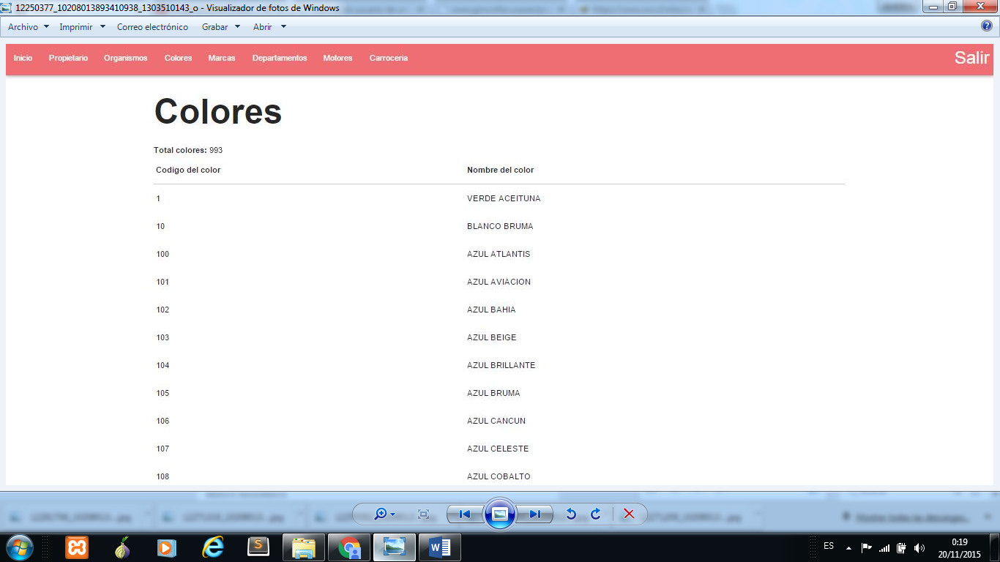 12250377_10208013893410938_1303510143_o - Visualizador de fotos de Windows
Archivo Imprimir Correo electrónico Grabar Abrir
Inicio Propietario Organismos Colores Marcas Departamentos Motores Carroceria Salir
Colores
Total colores: 993
Codigo del color Nombre del color
1 VERDE ACEITUNA
10 BLANCO BRUMA
100 AZUL ATLANTIS
101 AZUL AVIACION
102 AZUL BAHIA
103 AZUL BEIGE
104 AZUL BRILLANTE
105 AZUL BRUMA
106 AZUL CANCUN
107 AZUL CELESTE
108 AZUL COBALTO
ES 0:19
20/11/2015